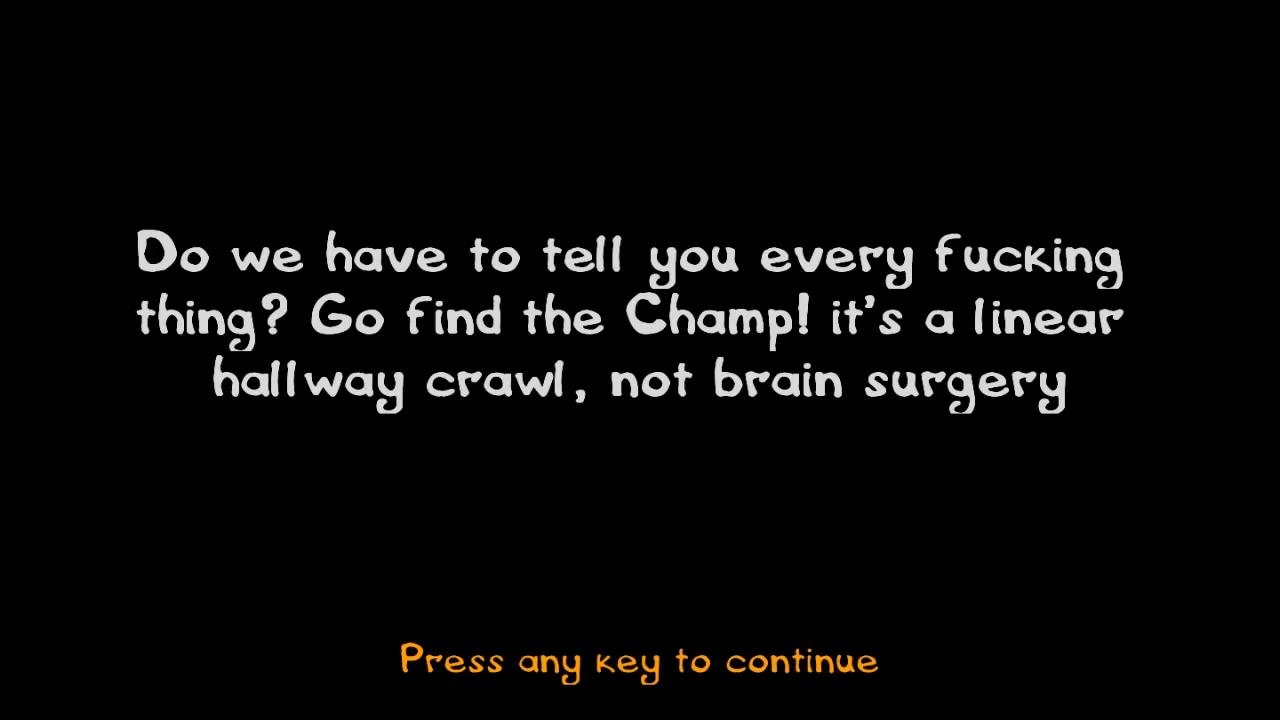 Do we have to tell you every fucking
thing? Go find the Champ! it's a linear
hallway crawl, not brain surgery
Press any key to continue